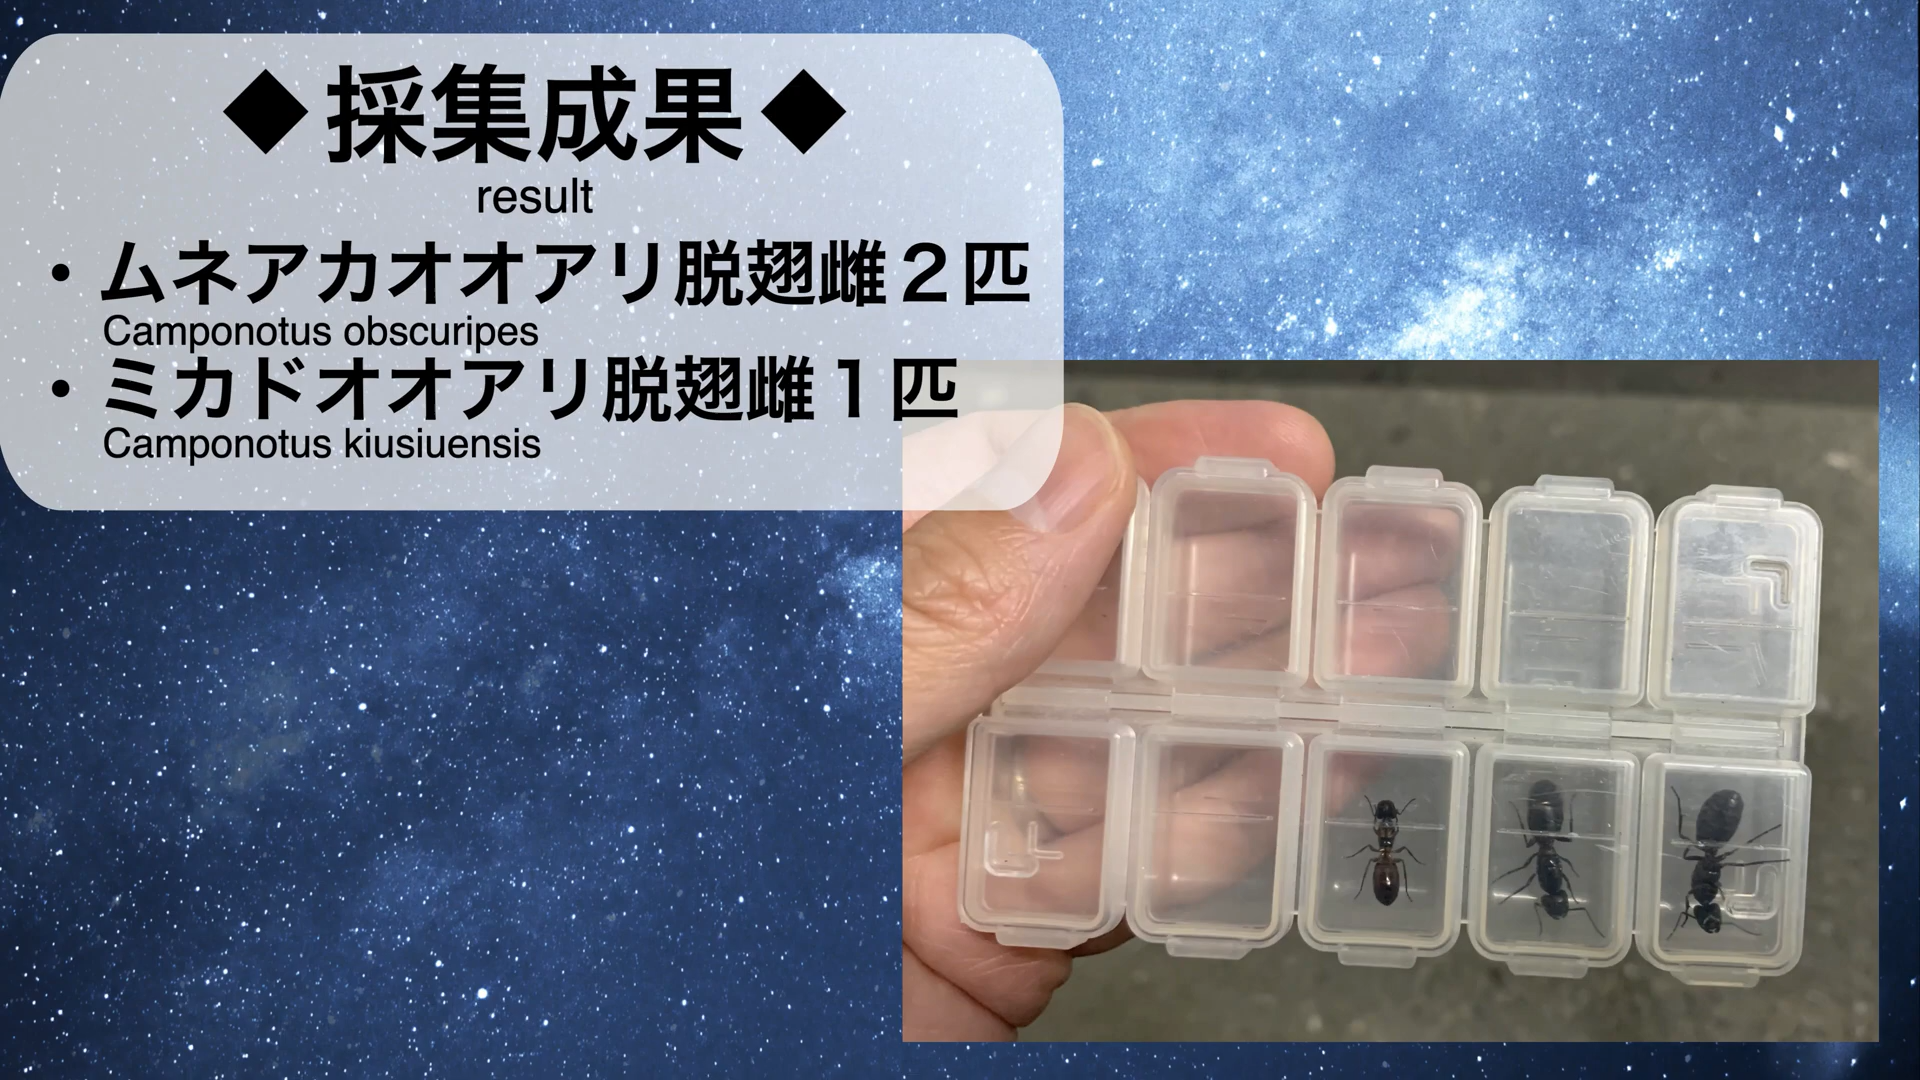 ◆採集成果◆
result
・ムネアカオオアリ脱翅雌２匹
Camponotus obscuripes
・ミカドオオアリ脱翅雌１匹
Camponotus kiusiuensis